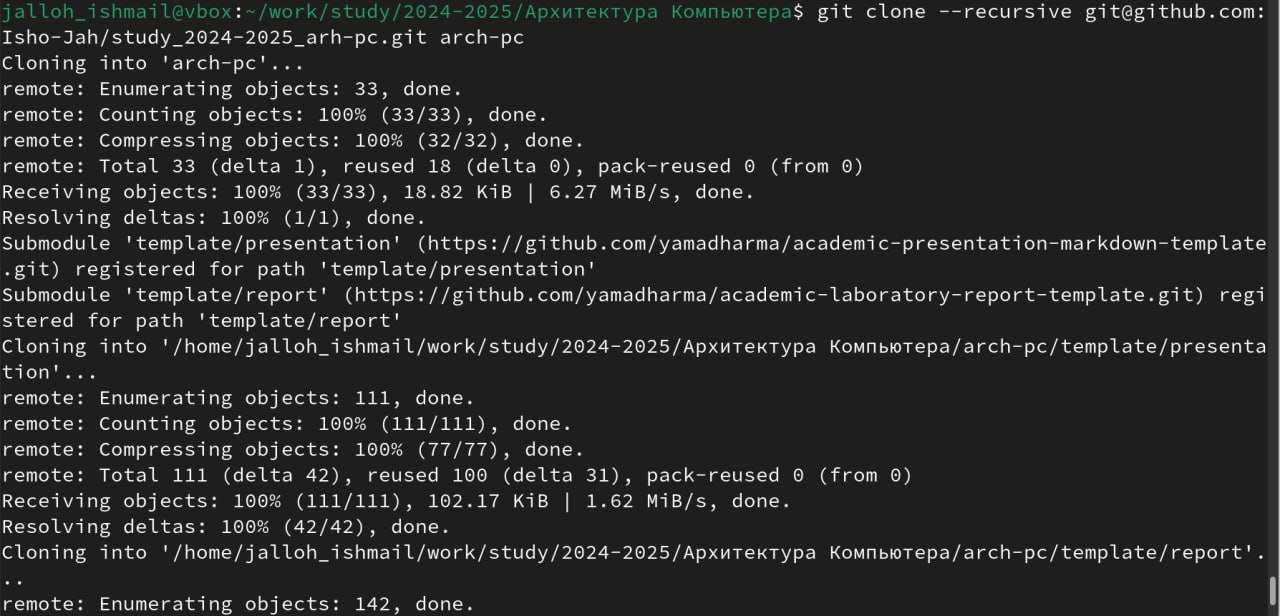 jalloh_ishmail@vbox:~/work/study/2024-2025/Архитектура Компьютера$ git clone --recursive git@github.com:
Isho-Jah/study_2024-2025_arh-pc.git arch-pc
Cloning into 'arch-pc'...
remote: Enumerating objects: 33, done.
remote: Counting objects: 100% (33/33), done.
remote: Compressing objects: 100% (32/32), done.
remote: Total 33 (delta 1), reused 18 (delta 0), pack-reused 0 (from 0)
Receiving objects: 100% (33/33), 18.82 KiB | 6.27 MiB/s, done.
Resolving deltas: 100% (1/1), done.
Submodule 'template/presentation' (https://github.com/yamadharma/academic-presentation-markdown-template
.git) registered for path 'template/presentation'
Submodule 'template/report' (https://github.com/yamadharma/academic-laboratory-report-template.git) regi
stered for path 'template/report'
Cloning into '/home/jalloh_ishmail/work/study/2024-2025/Архитектура Компьютера/arch-pc/template/presenta
tion'...
remote: Enumerating objects: 111, done.
remote: Counting objects: 100% (111/111), done.
remote: Compressing objects: 100% (77/77), done.
remote: Total 111 (delta 42), reused 100 (delta 31), pack-reused 0 (from 0)
Receiving objects: 100% (111/111), 102.17 KiB | 1.62 MiB/s, done.
Resolving deltas: 100% (42/42), done.
Cloning into '/home/jalloh_ishmail/work/study/2024-2025/Архитектура Компьютера/arch-pc/template/report'.
..
remote: Enumerating objects: 142, done.